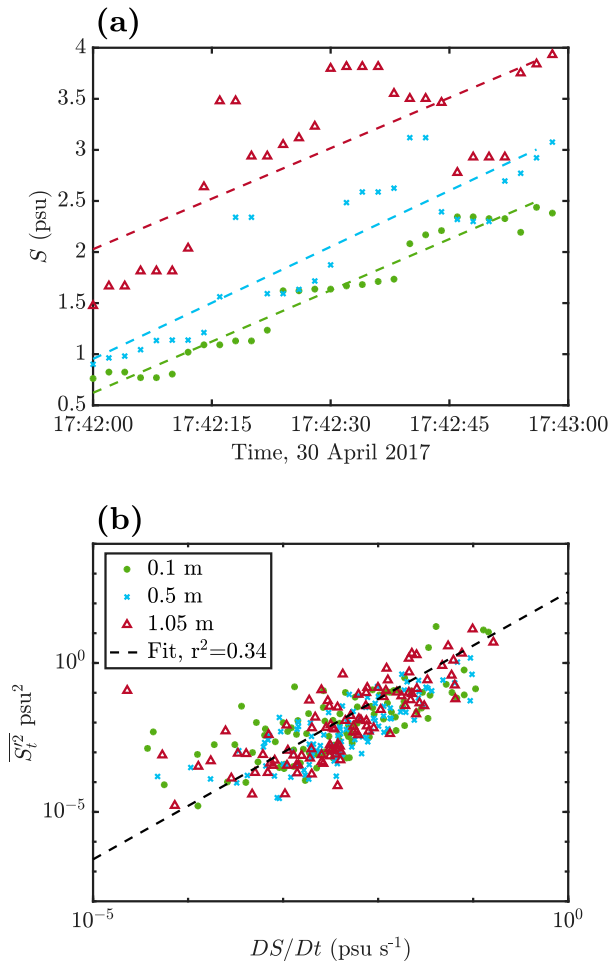 (a)
4
3.5
3
2.5
2
1.5
1
0.5
S (psu)
17:42:00 17:42:15 17:42:30 17:42:45 17:43:00
Time, 30 April 2017
(b)
0.1 m
0.5 m
1.05 m
Fit, r²=0.34
10⁰
10⁻⁵
S′²ₜ psu²
10⁻⁵ 10⁰
DS/Dt (psu s⁻¹)